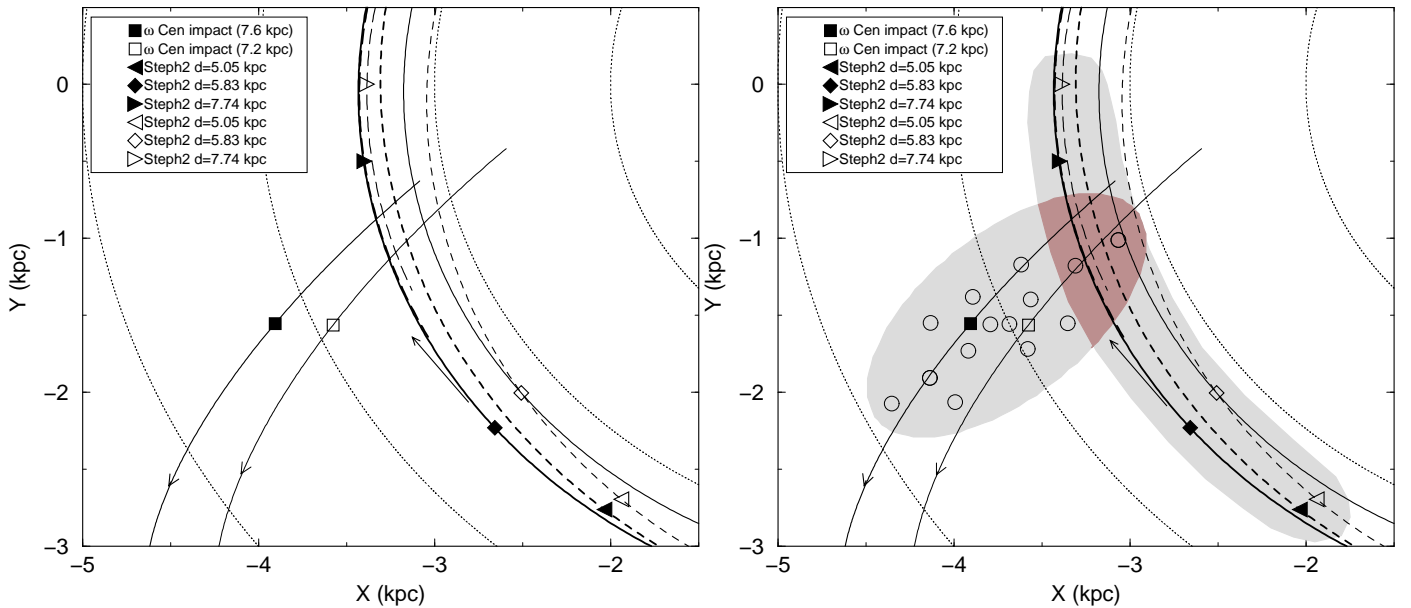 ω Cen impact (7.6 kpc)
ω Cen impact (7.2 kpc)
Steph2 d=5.05 kpc
Steph2 d=5.83 kpc
Steph2 d=7.74 kpc
Steph2 d=5.05 kpc
Steph2 d=5.83 kpc
Steph2 d=7.74 kpc
0
−1
−2
−3
Y (kpc)
−5
−4
−3
−2
X (kpc)
ω Cen impact (7.6 kpc)
ω Cen impact (7.2 kpc)
Steph2 d=5.05 kpc
Steph2 d=5.83 kpc
Steph2 d=7.74 kpc
Steph2 d=5.05 kpc
Steph2 d=5.83 kpc
Steph2 d=7.74 kpc
0
−1
−2
−3
Y (kpc)
−5
−4
−3
−2
X (kpc)